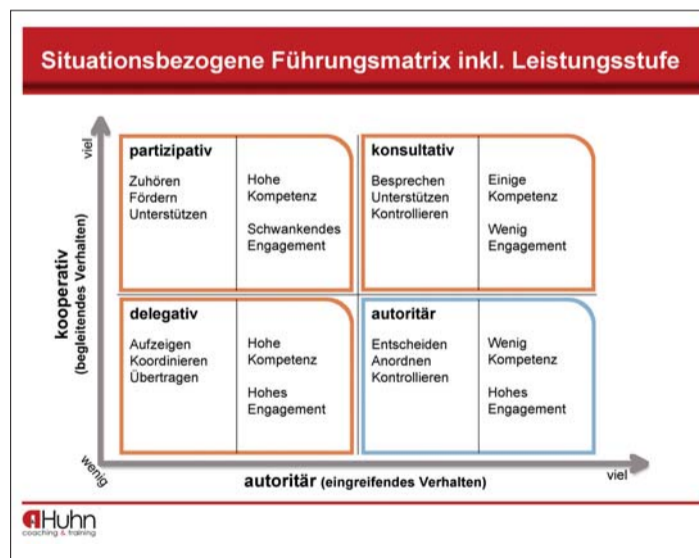 Situationsbezogene Führungsmatrix inkl. Leistungsstufe
viel
kooperativ
(begleitendes Verhalten)
wenig
partizipativ
Zuhören
Fördern
Unterstützen
Hohe
Kompetenz
Schwankendes
Engagement
konsultativ
Besprechen
Unterstützen
Kontrollieren
Einige
Kompetenz
Wenig
Engagement
delegativ
Aufzeigen
Koordinieren
Übertragen
Hohe
Kompetenz
Hohes
Engagement
autoritär
Entscheiden
Anordnen
Kontrollieren
Wenig
Kompetenz
Hohes
Engagement
autoritär (eingreifendes Verhalten)
viel
AHuhn
coaching & training